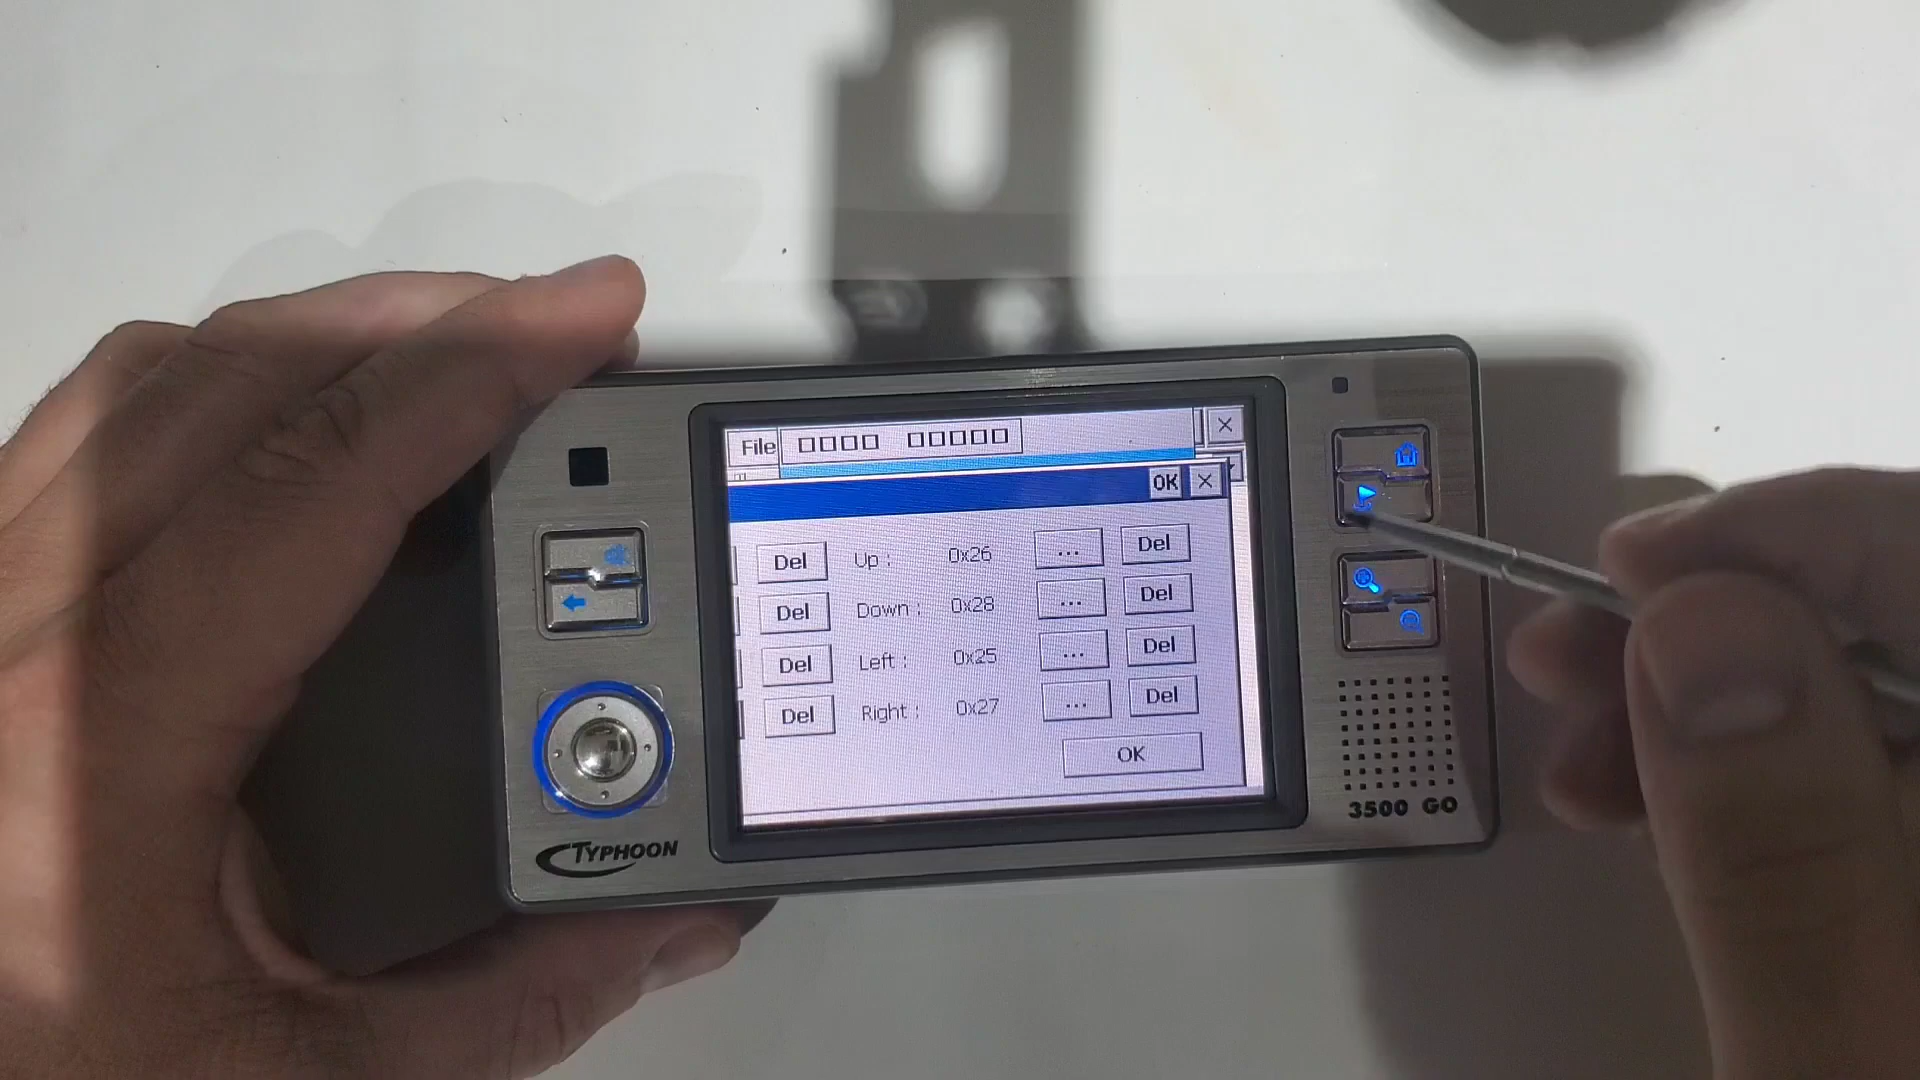 File □□□□ □□□□□
OK ×
Del Up : 0x26 ... Del
Del Down : 0x28 ... Del
Del Left : 0x25 ... Del
Del Right : 0x27 ... Del
OK
TYPHOON
3500 GO